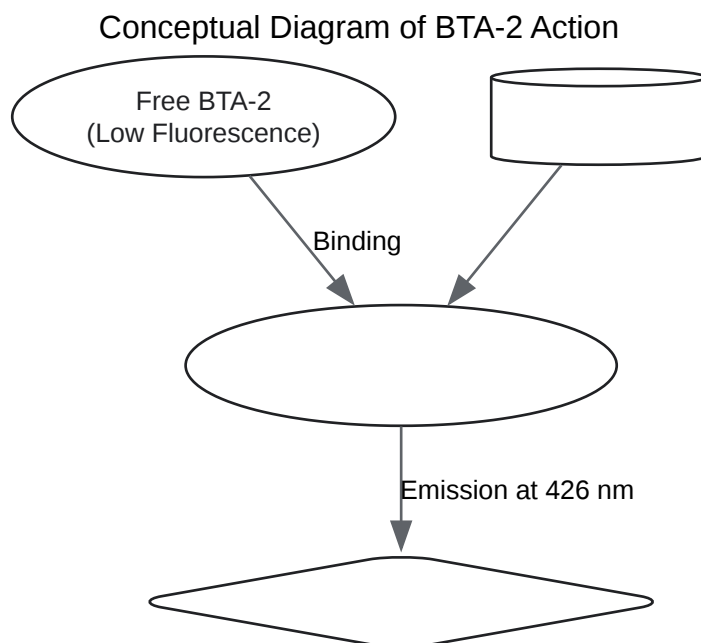 Conceptual Diagram of BTA-2 Action
Free BTA-2
(Low Fluorescence)
Binding
Emission at 426 nm